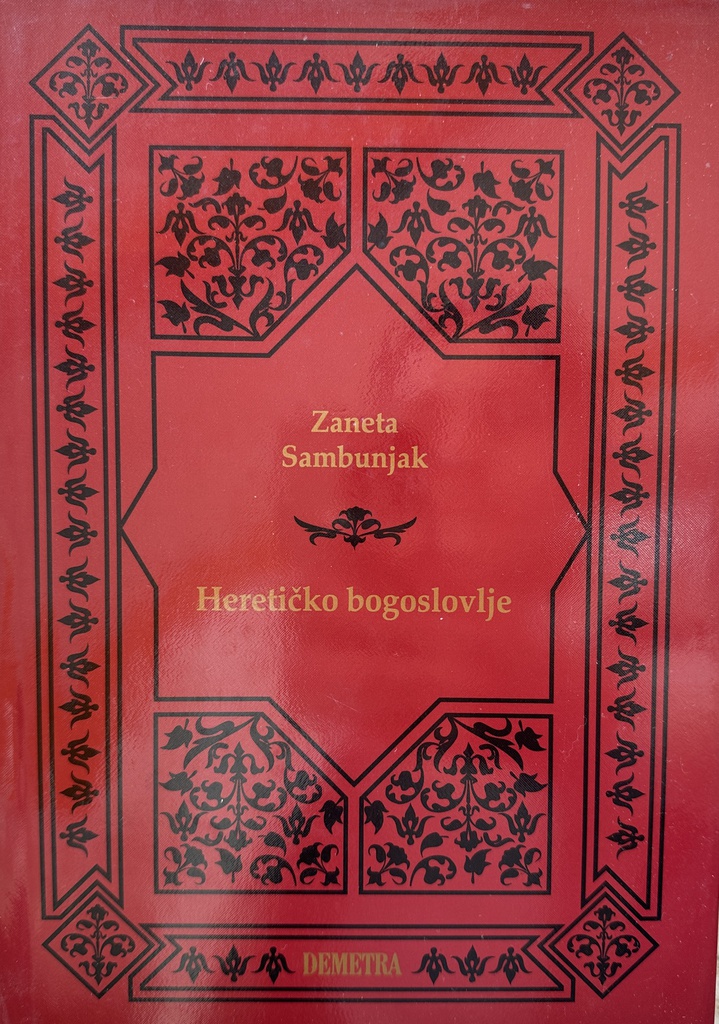 Zaneta
Sambunjak
Heretičko bogoslovlje
DEMETRA